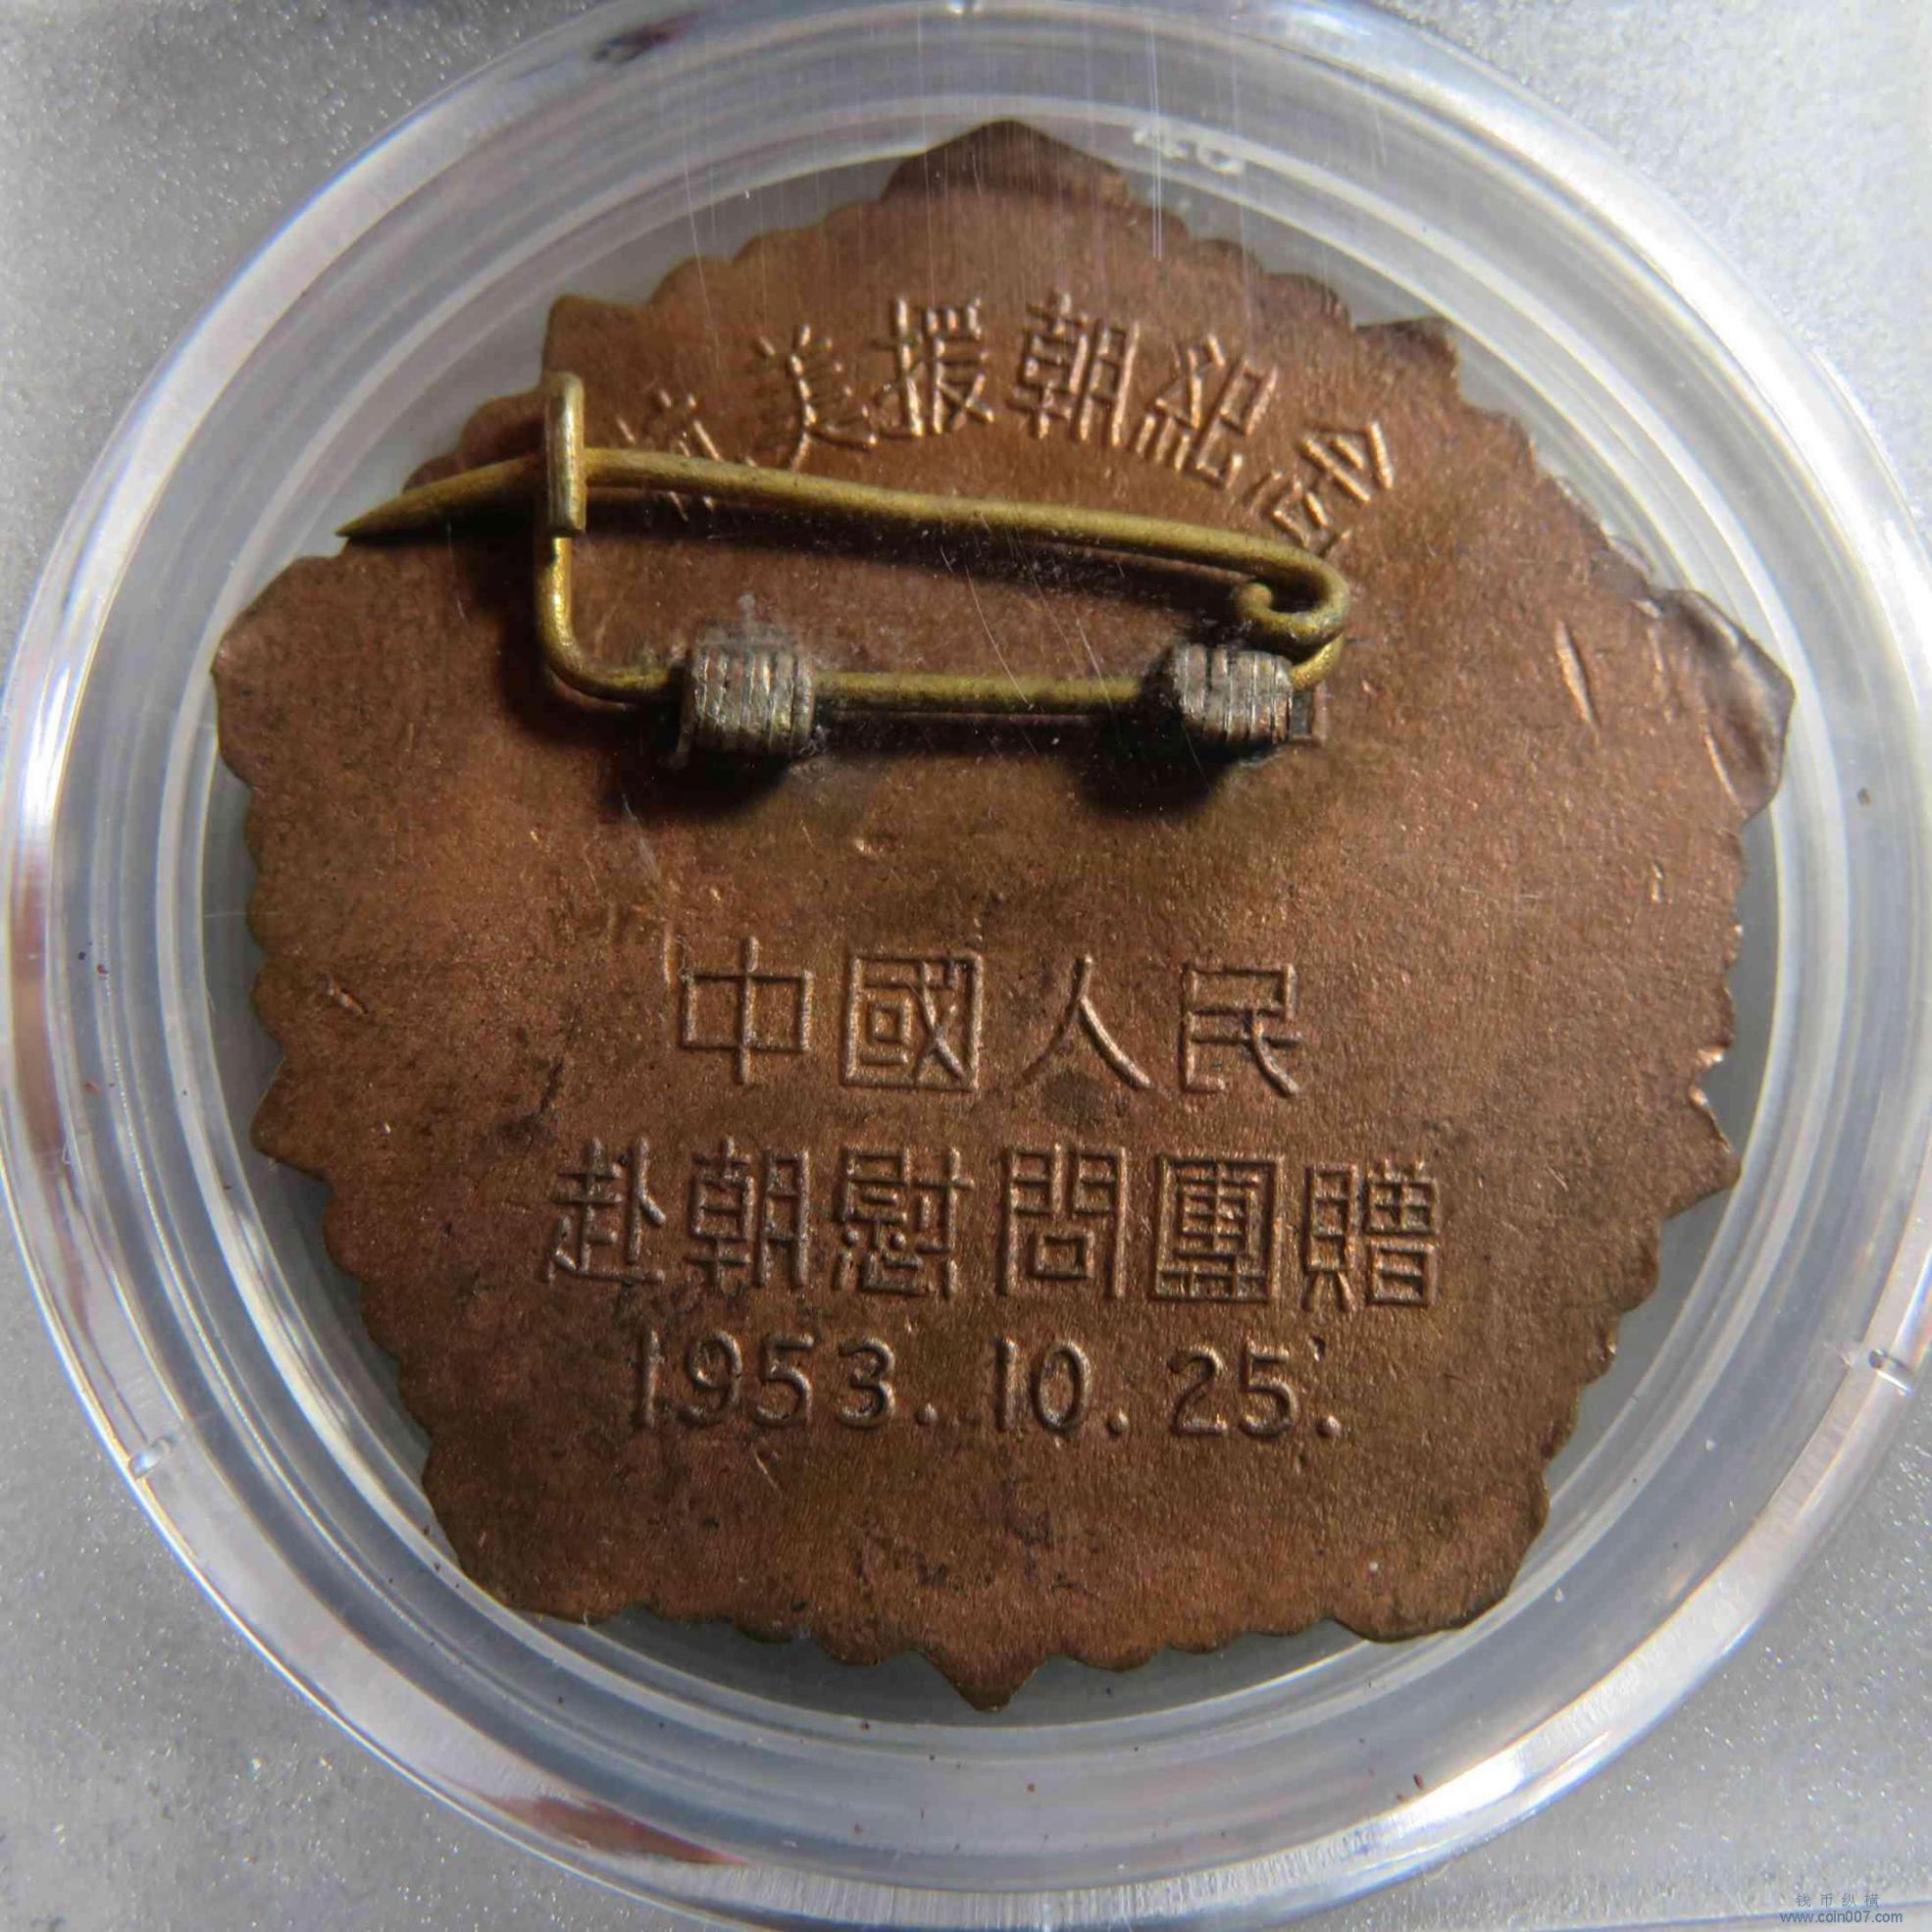 抗美援朝紀念
中國人民
赴朝慰問團贈
1953.10.25.
钱币纵横
www.coin007.com